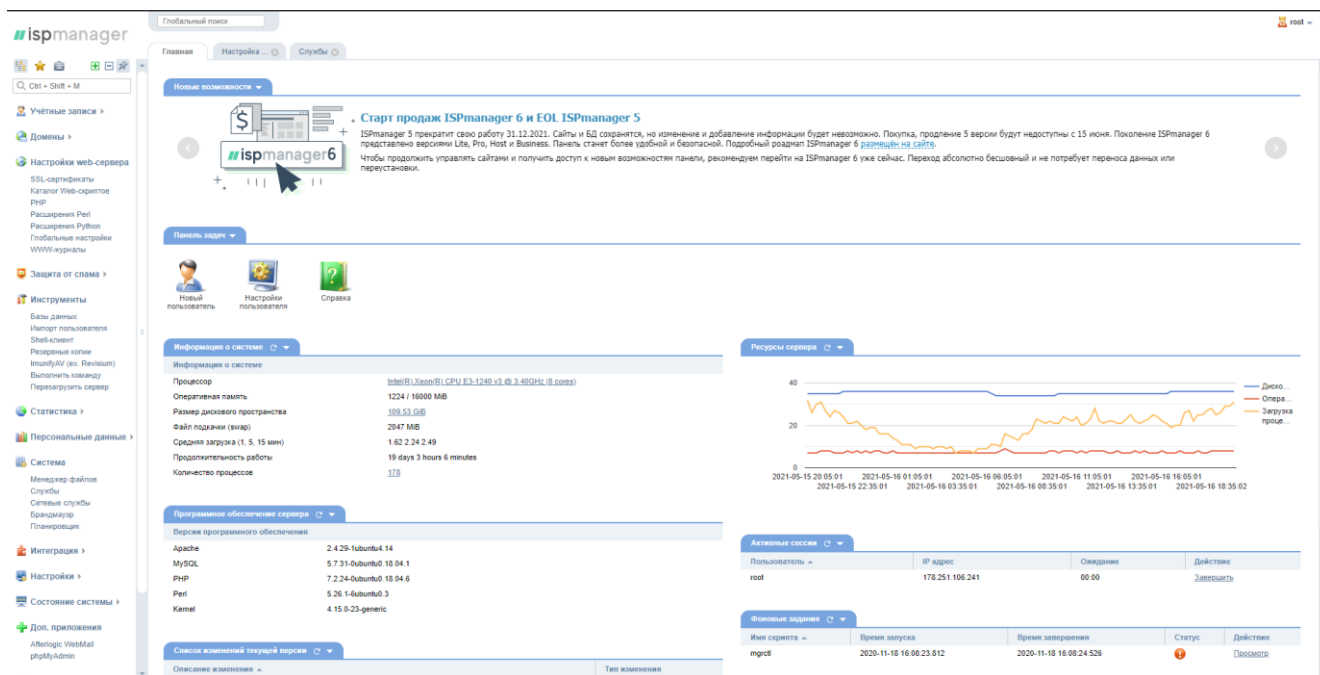 ispmanager
Глобальный поиск
root
Главная
Настройка ...
Службы
Ctrl + Shift + M
Учётные записи
Домены
Настройки web-сервера
SSL-сертификаты
Каталог Web-скриптов
PHP
Расширения Perl
Расширения Python
Глобальные настройки
WWW-журналы
Защита от спама
Инструменты
Базы данных
Импорт пользователя
Shell-клиент
Резервные копии
ImunifyAV (ex. Revisium)
Выполнить команду
Перезагрузить сервер
Статистика
Персональные данные
Система
Менеджер файлов
Службы
Сетевые службы
Брандмауэр
Планировщик
Интеграция
Настройки
Состояние системы
Доп. приложения
Afterlogic WebMail
phpMyAdmin
Новые возможности
ispmanager6
Старт продаж ISPmanager 6 и EOL ISPmanager 5
ISPmanager 5 прекратит свою работу 31.12.2021. Сайты и БД сохранятся, но изменение и добавление информации будет невозможно. Покупка, продление 5 версии будут недоступны с 15 июня. Поколение ISPmanager 6
представлено версиями Lite, Pro, Host и Business. Панель станет более удобной и безопасной. Подробный роадмап ISPmanager 6 размещён на сайте.
Чтобы продолжить управлять сайтами и получить доступ к новым возможностям панели, рекомендуем перейти на ISPmanager 6 уже сейчас. Переход абсолютно бесшовный и не потребует переноса данных или
переустановки.
Панель задач
Новый
пользователь
Настройки
пользователя
Справка
Информация о системе
Информация о системе
Процессор Intel(R) Xeon(R) CPU E3-1240 v3 @ 3.40GHz (8 cores)
Оперативная память 1224 / 16000 MiB
Размер дискового пространства 109.53 GiB
Файл подкачки (swap) 2047 MiB
Средняя загрузка (1, 5, 15 мин) 1.62 2.24 2.49
Продолжительность работы 19 days 3 hours 6 minutes
Количество процессов 178
Программное обеспечение сервера
Версии программного обеспечения
Apache 2.4.29-1ubuntu4.14
MySQL 5.7.31-0ubuntu0.18.04.1
PHP 7.2.24-0ubuntu0.18.04.6
Perl 5.26.1-6ubuntu0.3
Kernel 4.15.0-23-generic
Список изменений текущей версии
Описание изменения Тип изменения
Ресурсы сервера
40
20
0
2021-05-15 20:05:01 2021-05-16 01:05:01 2021-05-16 06:05:01 2021-05-16 11:05:01 2021-05-16 16:05:01
2021-05-15 22:35:01 2021-05-16 03:35:01 2021-05-16 08:35:01 2021-05-16 13:35:01 2021-05-16 18:35:02
Диско...
Опера...
Загрузка
проце...
Активные сессии
Пользователь IP адрес Ожидание Действие
root 178.251.106.241 00:00 Завершить
Фоновые задания
Имя скрипта Время запуска Время завершения Статус Действие
mgrctl 2020-11-18 16:08:23.812 2020-11-18 16:08:24.526 Просмотр